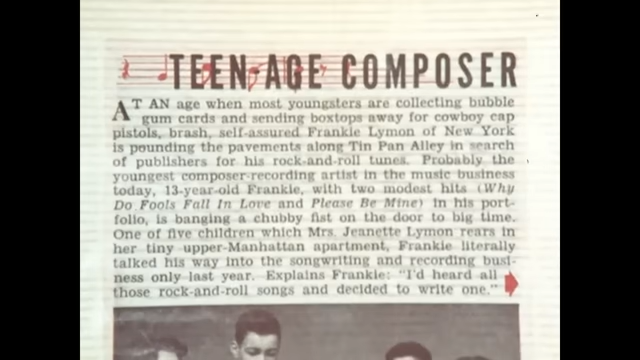 TEEN-AGE COMPOSER
AT AN age when most youngsters are collecting bubble
gum cards and sending boxtops away for cowboy cap
pistols, brash, self-assured Frankie Lymon of New York
is pounding the pavements along Tin Pan Alley in search
of publishers for his rock-and-roll tunes. Probably the
youngest composer-recording artist in the music business
today, 13-year-old Frankie, with two modest hits (Why
Do Fools Fall In Love and Please Be Mine) in his port-
folio, is banging a chubby fist on the door to big time.
One of five children which Mrs. Jeanette Lymon rears in
her tiny upper-Manhattan apartment, Frankie literally
talked his way into the songwriting and recording busi-
ness only last year. Explains Frankie: "I'd heard all
those rock-and-roll songs and decided to write one."